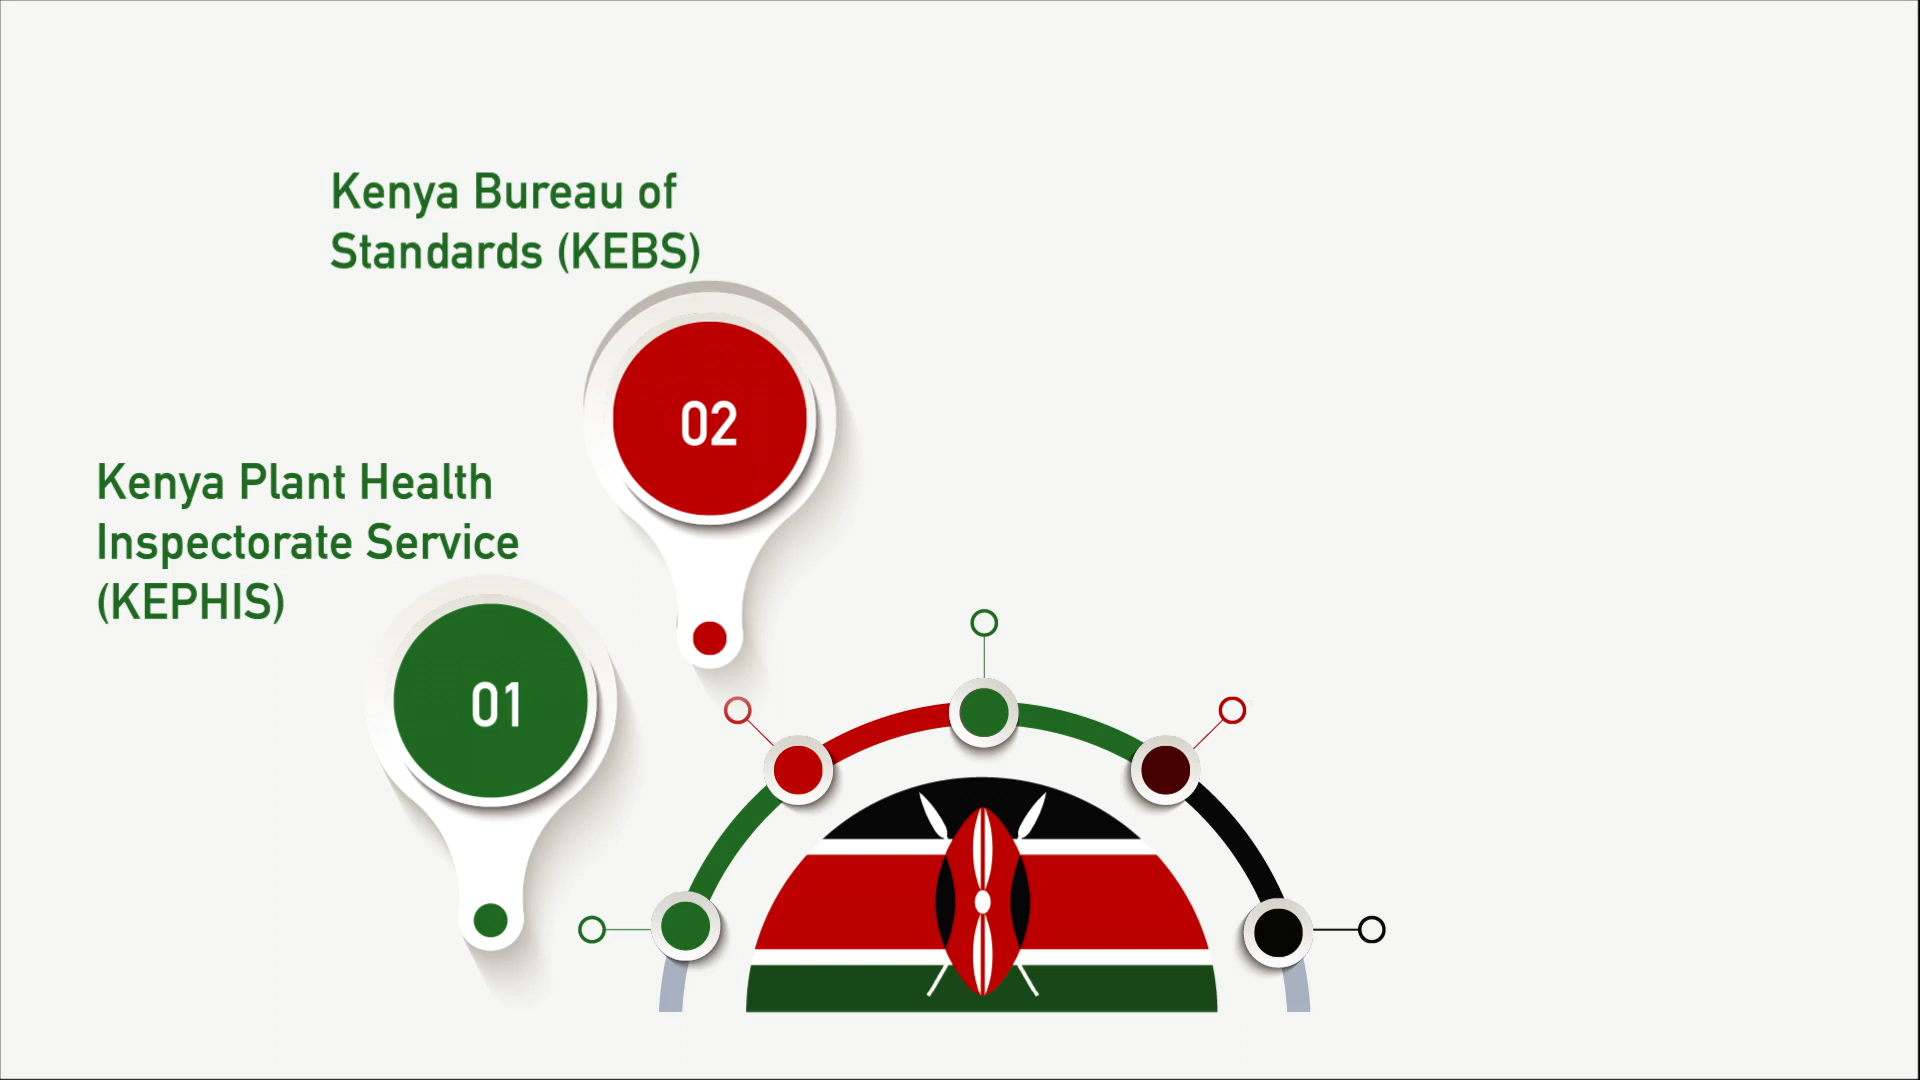 Kenya Bureau of
Standards (KEBS)
02
Kenya Plant Health
Inspectorate Service
(KEPHIS)
01